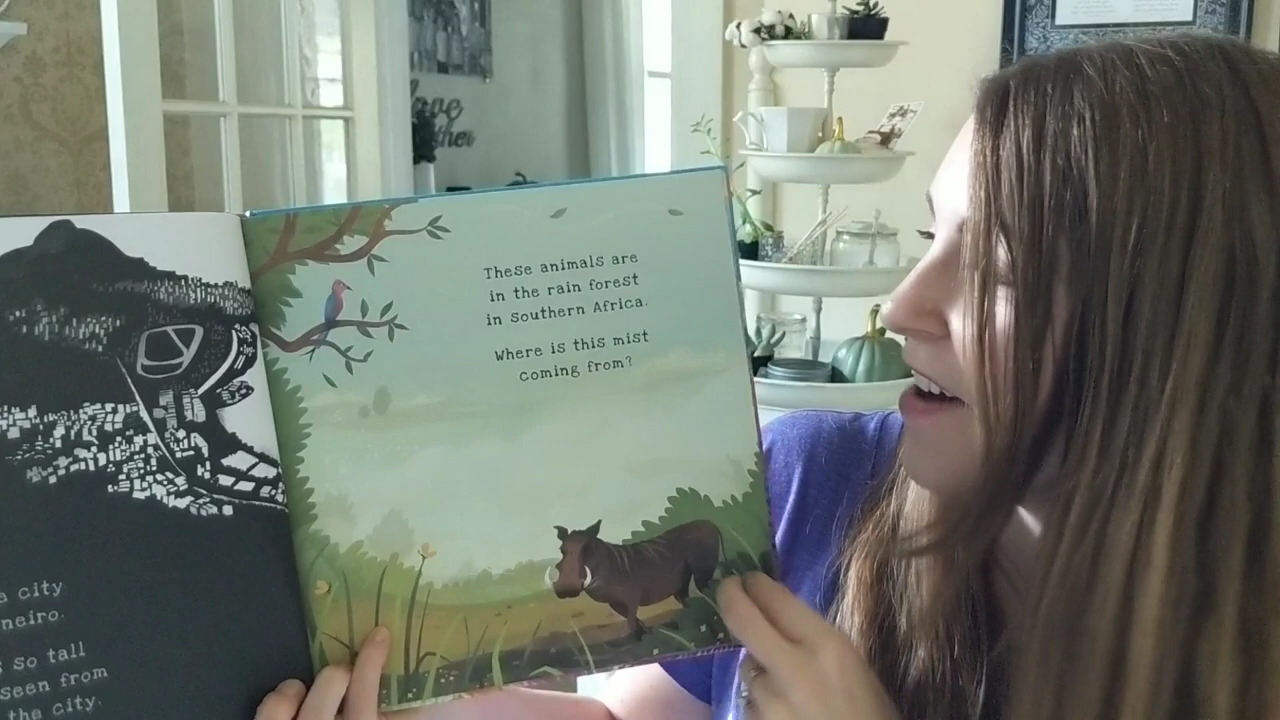 a city
neiro.
s so tall
seen from
the city.
These animals are
in the rain forest
in southern Africa.
Where is this mist
coming from?
love